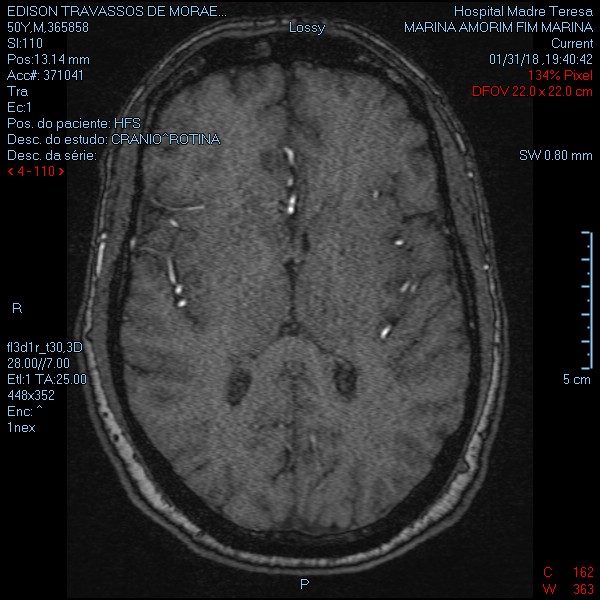 EDISON TRAVASSOS DE MORAE...
50Y,M,365858
Sl:110
Pos:13.14 mm
Acc#: 371041
Tra
Ec:1
Pos. do paciente: HFS
Desc. do estudo: CRANIO^ROTINA
Desc. da série:
< 4 - 110 >
Lossy
Hospital Madre Teresa
MARINA AMORIM FIM MARINA
Current
01/31/18 ,19:40:42
134% Pixel
DFOV 22.0 x 22.0 cm
SW 0.80 mm
R
fl3d1r_t30,3D
28.00//7.00
Etl:1 TA:25.00
448x352
Enc: ^
1nex
5 cm
P
C 162
W 363